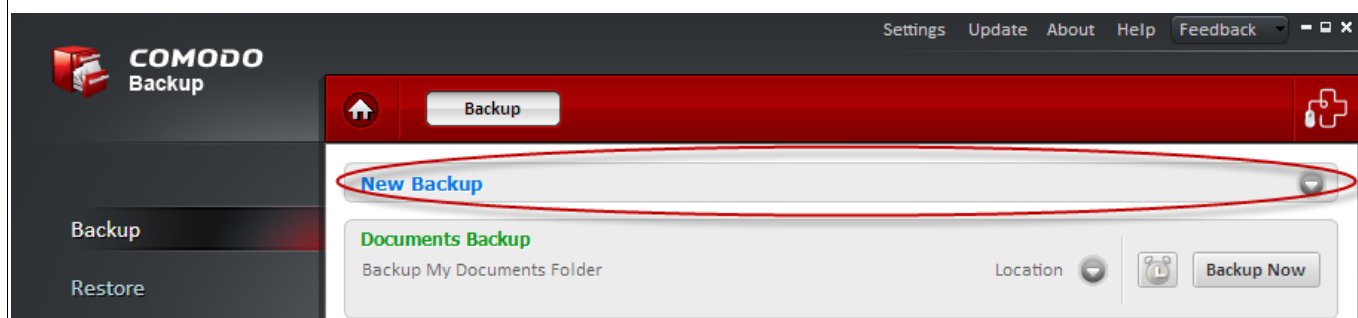 Settings Update About Help Feedback
COMODO
Backup
Backup
New Backup
Backup
Restore
Documents Backup
Backup My Documents Folder
Location
Backup Now